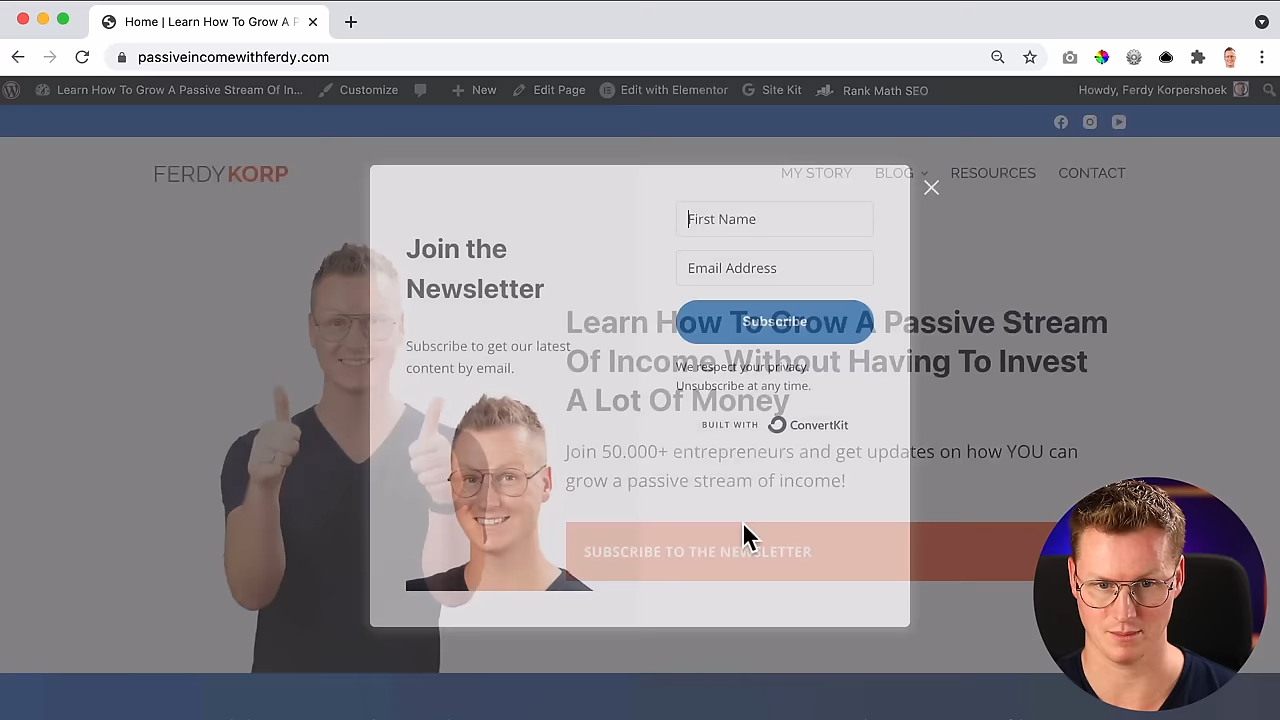 Home | Learn How To Grow A P
passiveincomewithferdy.com
Learn How To Grow A Passive Stream Of In...
Customize
New
Edit Page
Edit with Elementor
Site Kit
Rank Math SEO
Howdy, Ferdy Korpershoek
FERDYKORP
MY STORY
BLOG
RESOURCES
CONTACT
Join the
Newsletter
Subscribe to get our latest
content by email.
First Name
Email Address
Subscribe
We respect your privacy.
Unsubscribe at any time.
BUILT WITH ConvertKit
Learn How To Grow A Passive Stream
Of Income Without Having To Invest
A Lot Of Money
Join 50.000+ entrepreneurs and get updates on how YOU can
grow a passive stream of income!
SUBSCRIBE TO THE NEWSLETTER